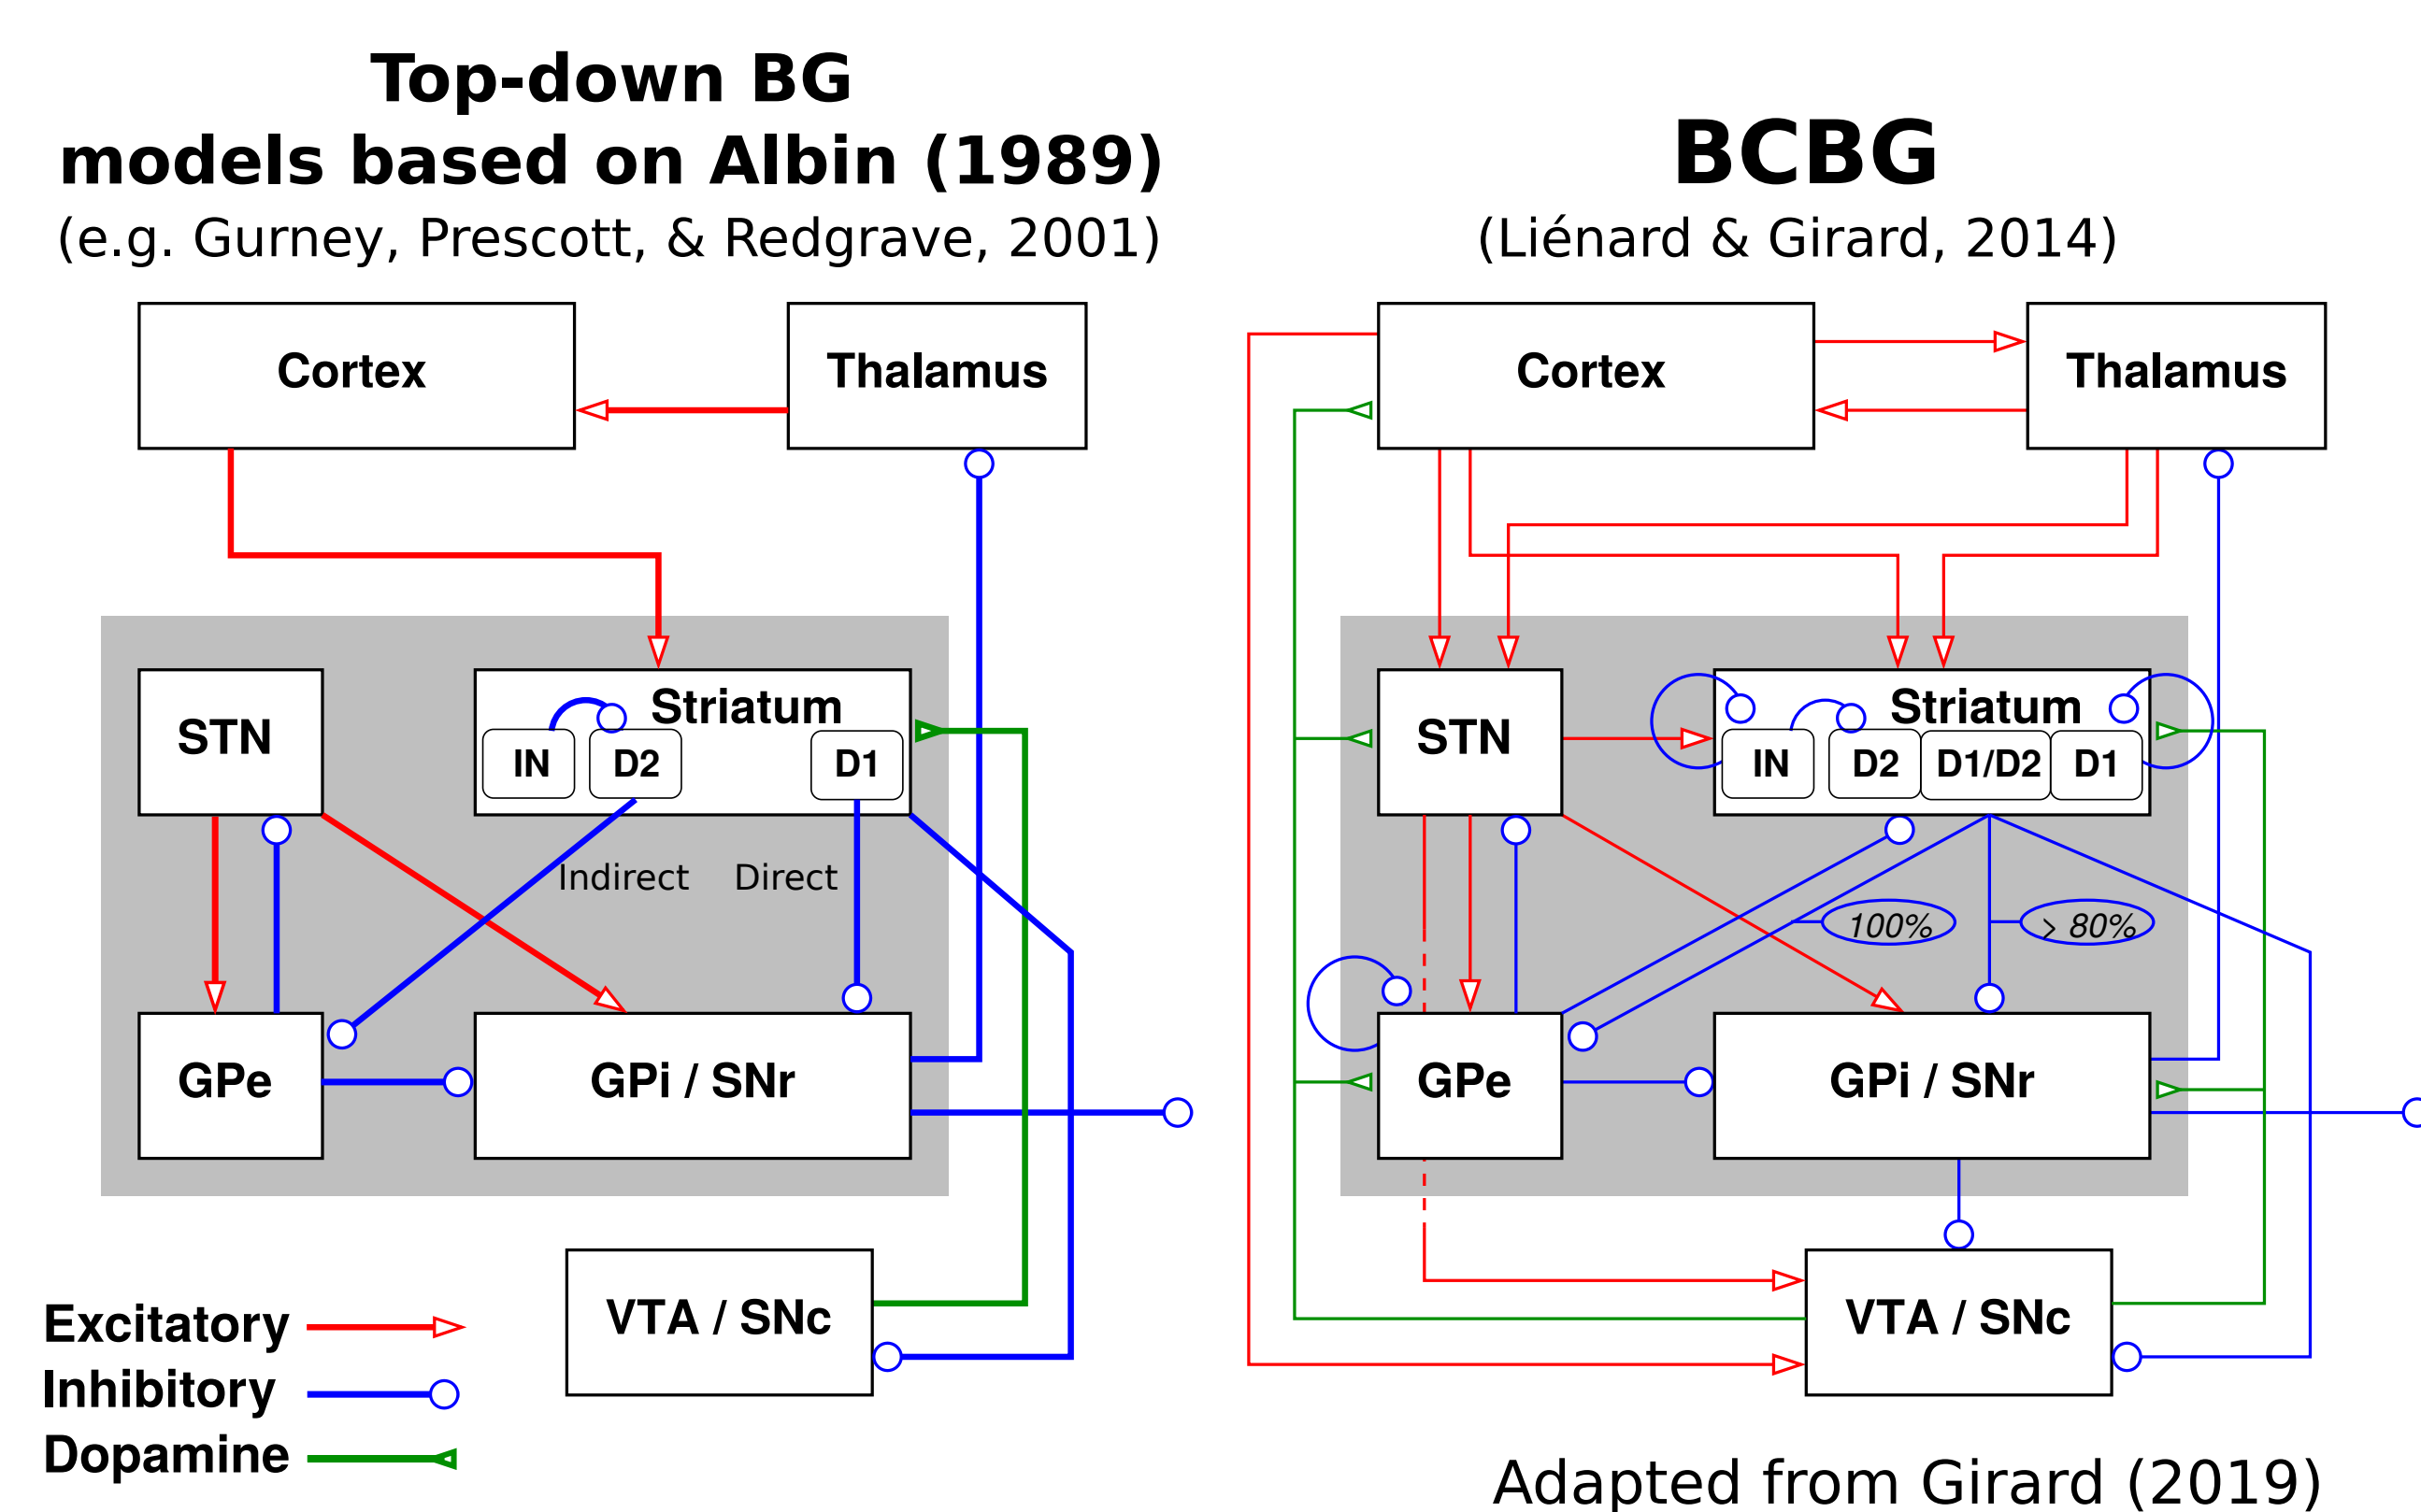 Top-down BG
models based on Albin (1989)
(e.g. Gurney, Prescott, & Redgrave, 2001)
Cortex
Thalamus
STN
Striatum
IN
D2
D1
Indirect
Direct
GPe
GPi / SNr
VTA / SNc
Excitatory
Inhibitory
Dopamine
BCBG
(Liénard & Girard, 2014)
Cortex
Thalamus
STN
Striatum
IN
D2
D1/D2
D1
100%
> 80%
GPe
GPi / SNr
VTA / SNc
Adapted from Girard (2019)